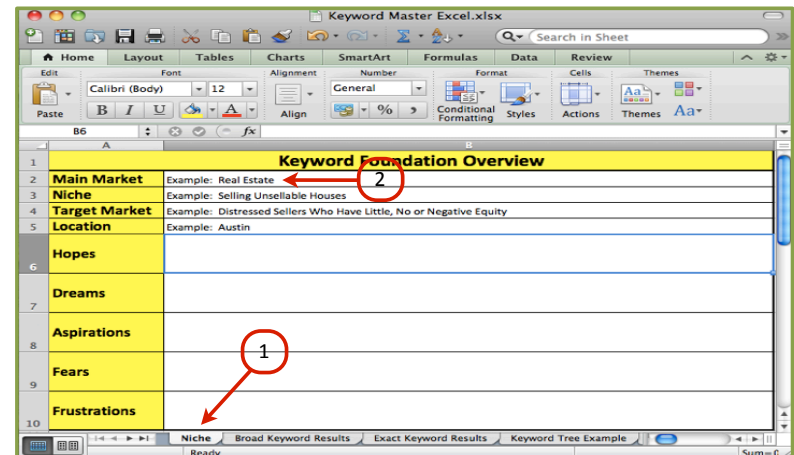 Keyword Master Excel.xlsx
Search in Sheet
Home Layout Tables Charts SmartArt Formulas Data Review
Edit Font Alignment Number Format Cells Themes
Calibri (Body) 12 General Aa
Paste B I U A Align % Conditional Formatting Styles Actions Themes Aa
B6 fx
A B
1 Keyword Foundation Overview
2 Main Market Example: Real Estate 2
3 Niche Example: Selling Unsellable Houses
4 Target Market Example: Distressed Sellers Who Have Little, No or Negative Equity
5 Location Example: Austin
6 Hopes
7 Dreams
8 Aspirations
1
9 Fears
10 Frustrations
Niche Broad Keyword Results Exact Keyword Results Keyword Tree Example
Ready Sum=0